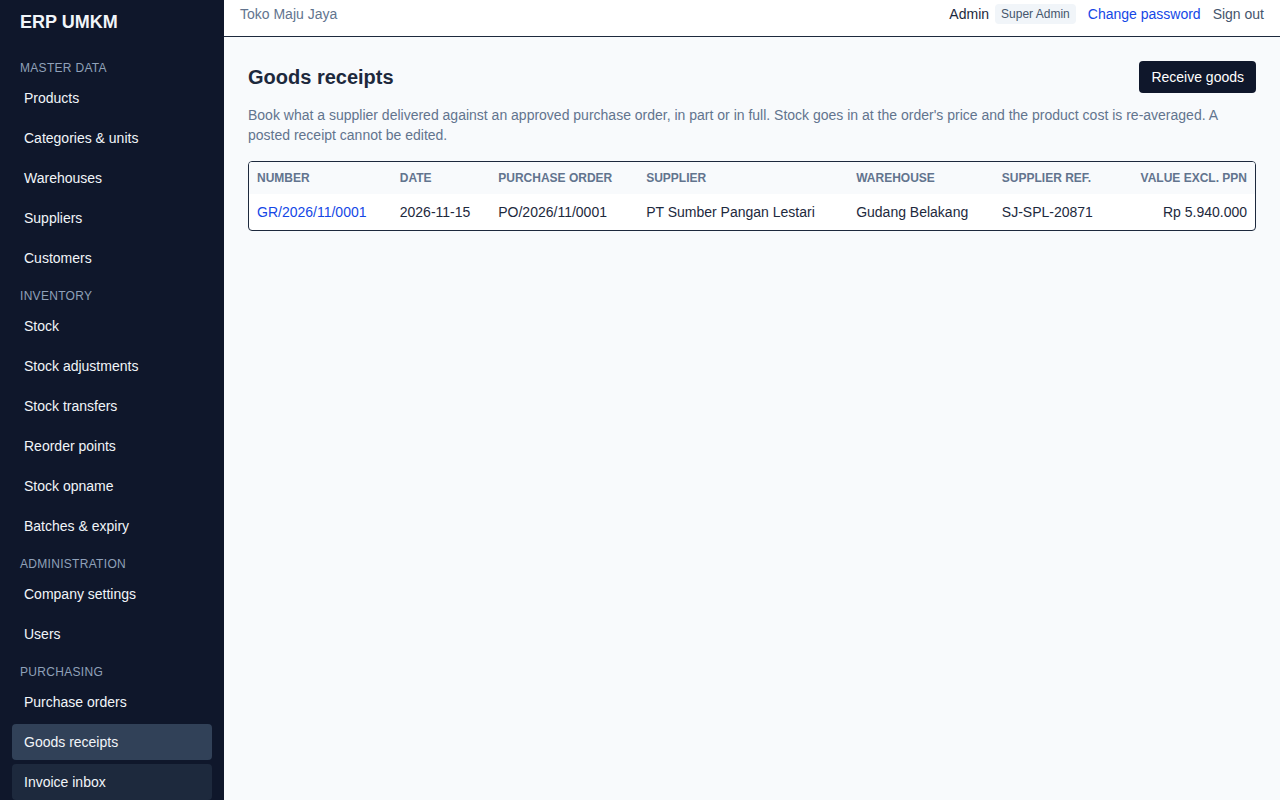 ERP UMKM
Toko Maju Jaya
Admin Super Admin Change password Sign out
MASTER DATA
Products
Categories & units
Warehouses
Suppliers
Customers
INVENTORY
Stock
Stock adjustments
Stock transfers
Reorder points
Stock opname
Batches & expiry
ADMINISTRATION
Company settings
Users
PURCHASING
Purchase orders
Goods receipts
Invoice inbox
Goods receipts
Receive goods
Book what a supplier delivered against an approved purchase order, in part or in full. Stock goes in at the order's price and the product cost is re-averaged. A
posted receipt cannot be edited.
NUMBER DATE PURCHASE ORDER SUPPLIER WAREHOUSE SUPPLIER REF. VALUE EXCL. PPN
GR/2026/11/0001 2026-11-15 PO/2026/11/0001 PT Sumber Pangan Lestari Gudang Belakang SJ-SPL-20871 Rp 5.940.000